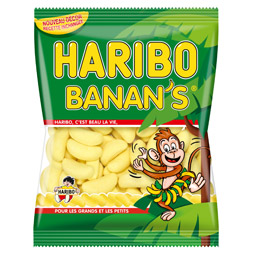 NOUVEAU DÉCOR
RECETTE INCHANGÉE
HARIBO
BANAN'S
HARIBO, C'EST BEAU LA VIE.
HARIBO
POUR LES GRANDS ET LES PETITS